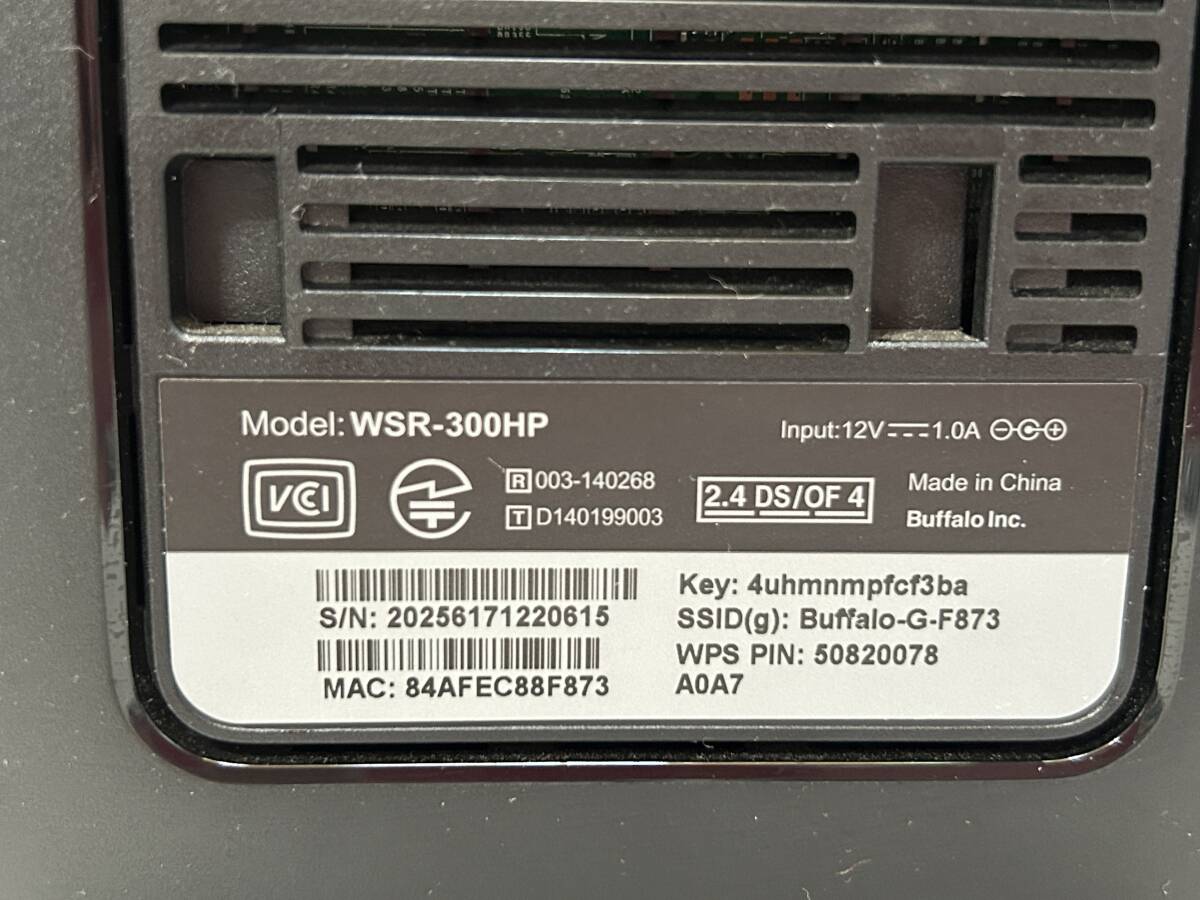 Model: WSR-300HP
Input:12V 1.0A
VCCI
R 003-140268
T D140199003
2.4 DS/OF 4
Made in China
Buffalo Inc.
S/N: 20256171220615
MAC: 84AFEC88F873
Key: 4uhmnmpfcf3ba
SSID(g): Buffalo-G-F873
WPS PIN: 50820078
A0A7